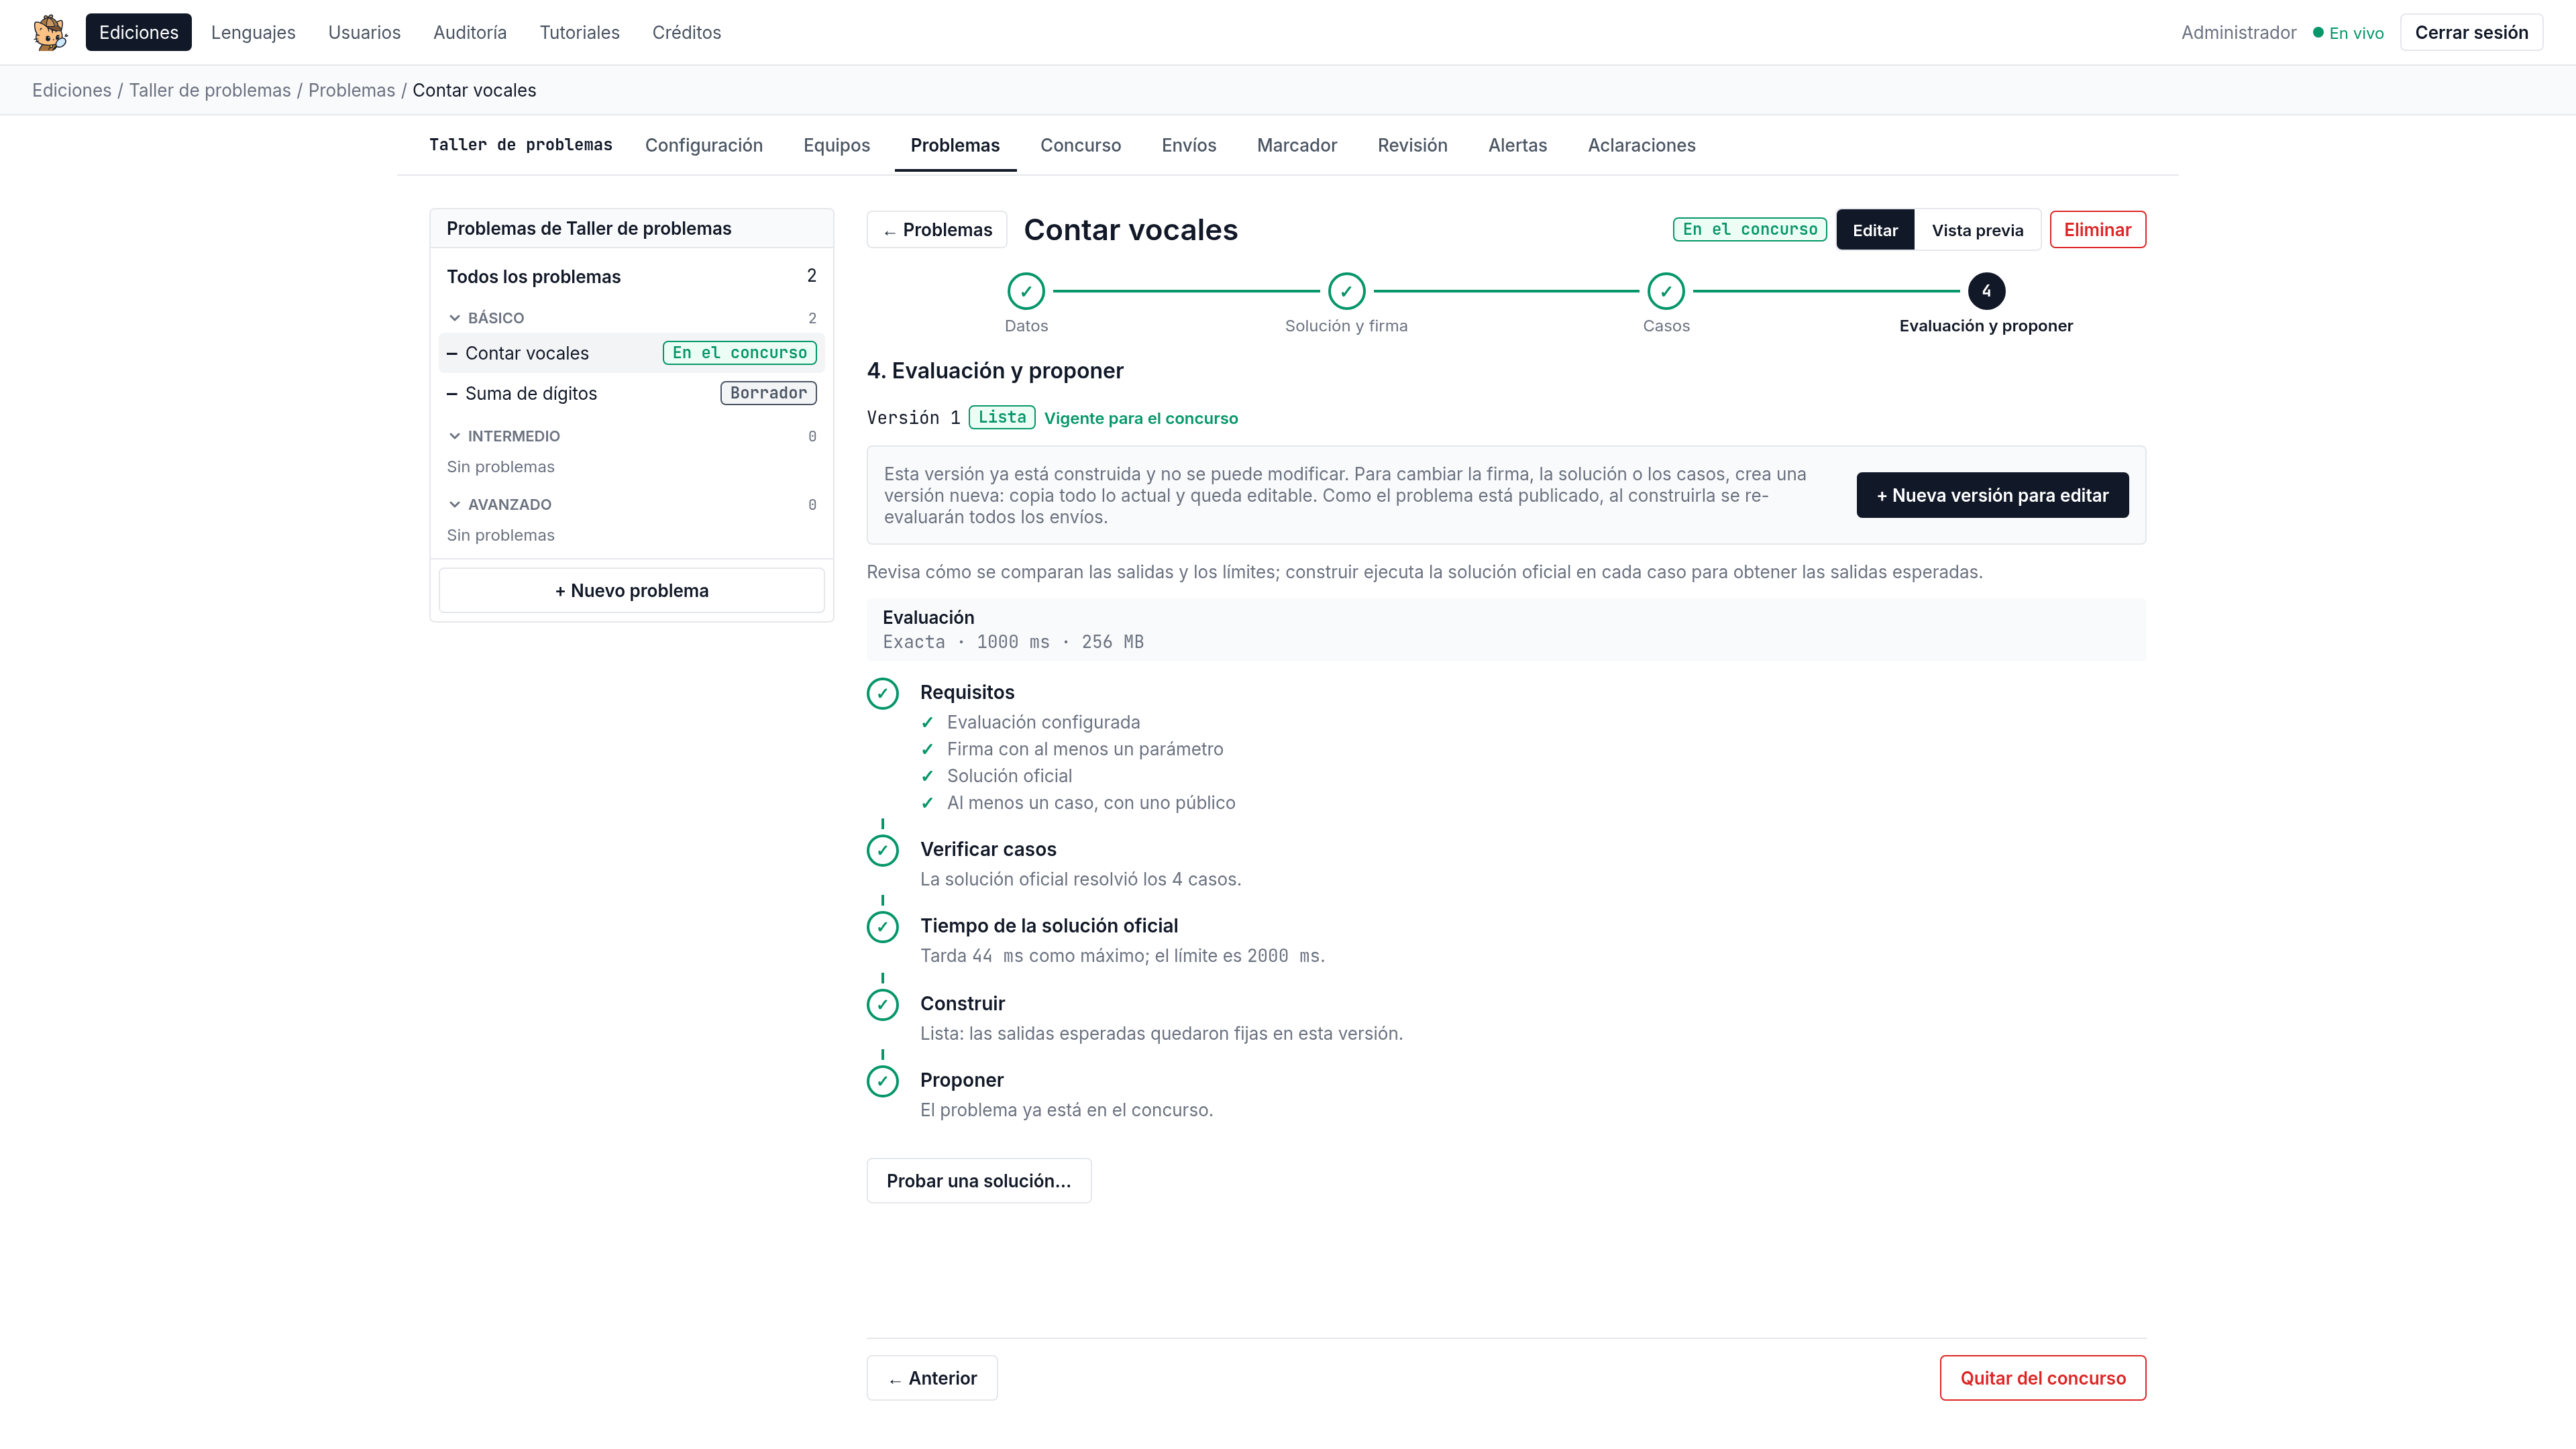 Ediciones Lenguajes Usuarios Auditoría Tutoriales Créditos Administrador En vivo Cerrar sesión
Ediciones / Taller de problemas / Problemas / Contar vocales
Taller de problemas Configuración Equipos Problemas Concurso Envíos Marcador Revisión Alertas Aclaraciones
Problemas de Taller de problemas
Todos los problemas 2
BÁSICO 2
Contar vocales En el concurso
Suma de dígitos Borrador
INTERMEDIO 0
Sin problemas
AVANZADO 0
Sin problemas
+ Nuevo problema
← Problemas Contar vocales En el concurso Editar Vista previa Eliminar
✓ ✓ ✓ 4
Datos Solución y firma Casos Evaluación y proponer
4. Evaluación y proponer
Versión 1 Lista Vigente para el concurso
Esta versión ya está construida y no se puede modificar. Para cambiar la firma, la solución o los casos, crea una
versión nueva: copia todo lo actual y queda editable. Como el problema está publicado, al construirla se re-
evaluarán todos los envíos.
+ Nueva versión para editar
Revisa cómo se comparan las salidas y los límites; construir ejecuta la solución oficial en cada caso para obtener las salidas esperadas.
Evaluación
Exacta · 1000 ms · 256 MB
✓ Requisitos
✓ Evaluación configurada
✓ Firma con al menos un parámetro
✓ Solución oficial
✓ Al menos un caso, con uno público
✓ Verificar casos
La solución oficial resolvió los 4 casos.
✓ Tiempo de la solución oficial
Tarda 44 ms como máximo; el límite es 2000 ms.
✓ Construir
Lista: las salidas esperadas quedaron fijas en esta versión.
✓ Proponer
El problema ya está en el concurso.
Probar una solución...
← Anterior Quitar del concurso